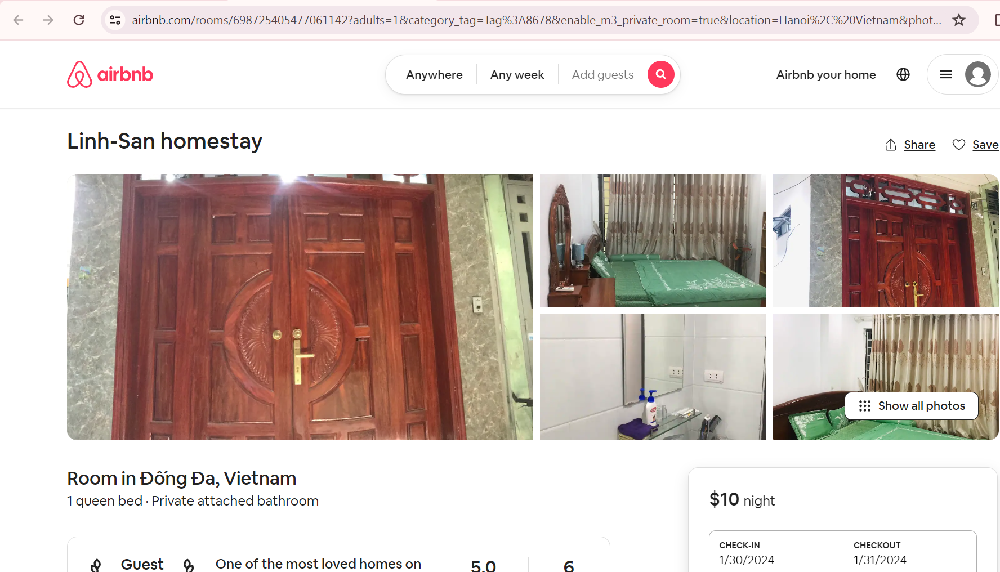 airbnb.com/rooms/698725405477061142?adults=1&category_tag=Tag%3A8678&enable_m3_private_room=true&location=Hanoi%2C%20Vietnam&phot...
airbnb
Anywhere
Any week
Add guests
Airbnb your home
Linh-San homestay
Share
Save
54
Show all photos
Room in Đống Đa, Vietnam
1 queen bed · Private attached bathroom
$10 night
CHECK-IN
1/30/2024
CHECKOUT
1/31/2024
Guest
One of the most loved homes on
5.0
6